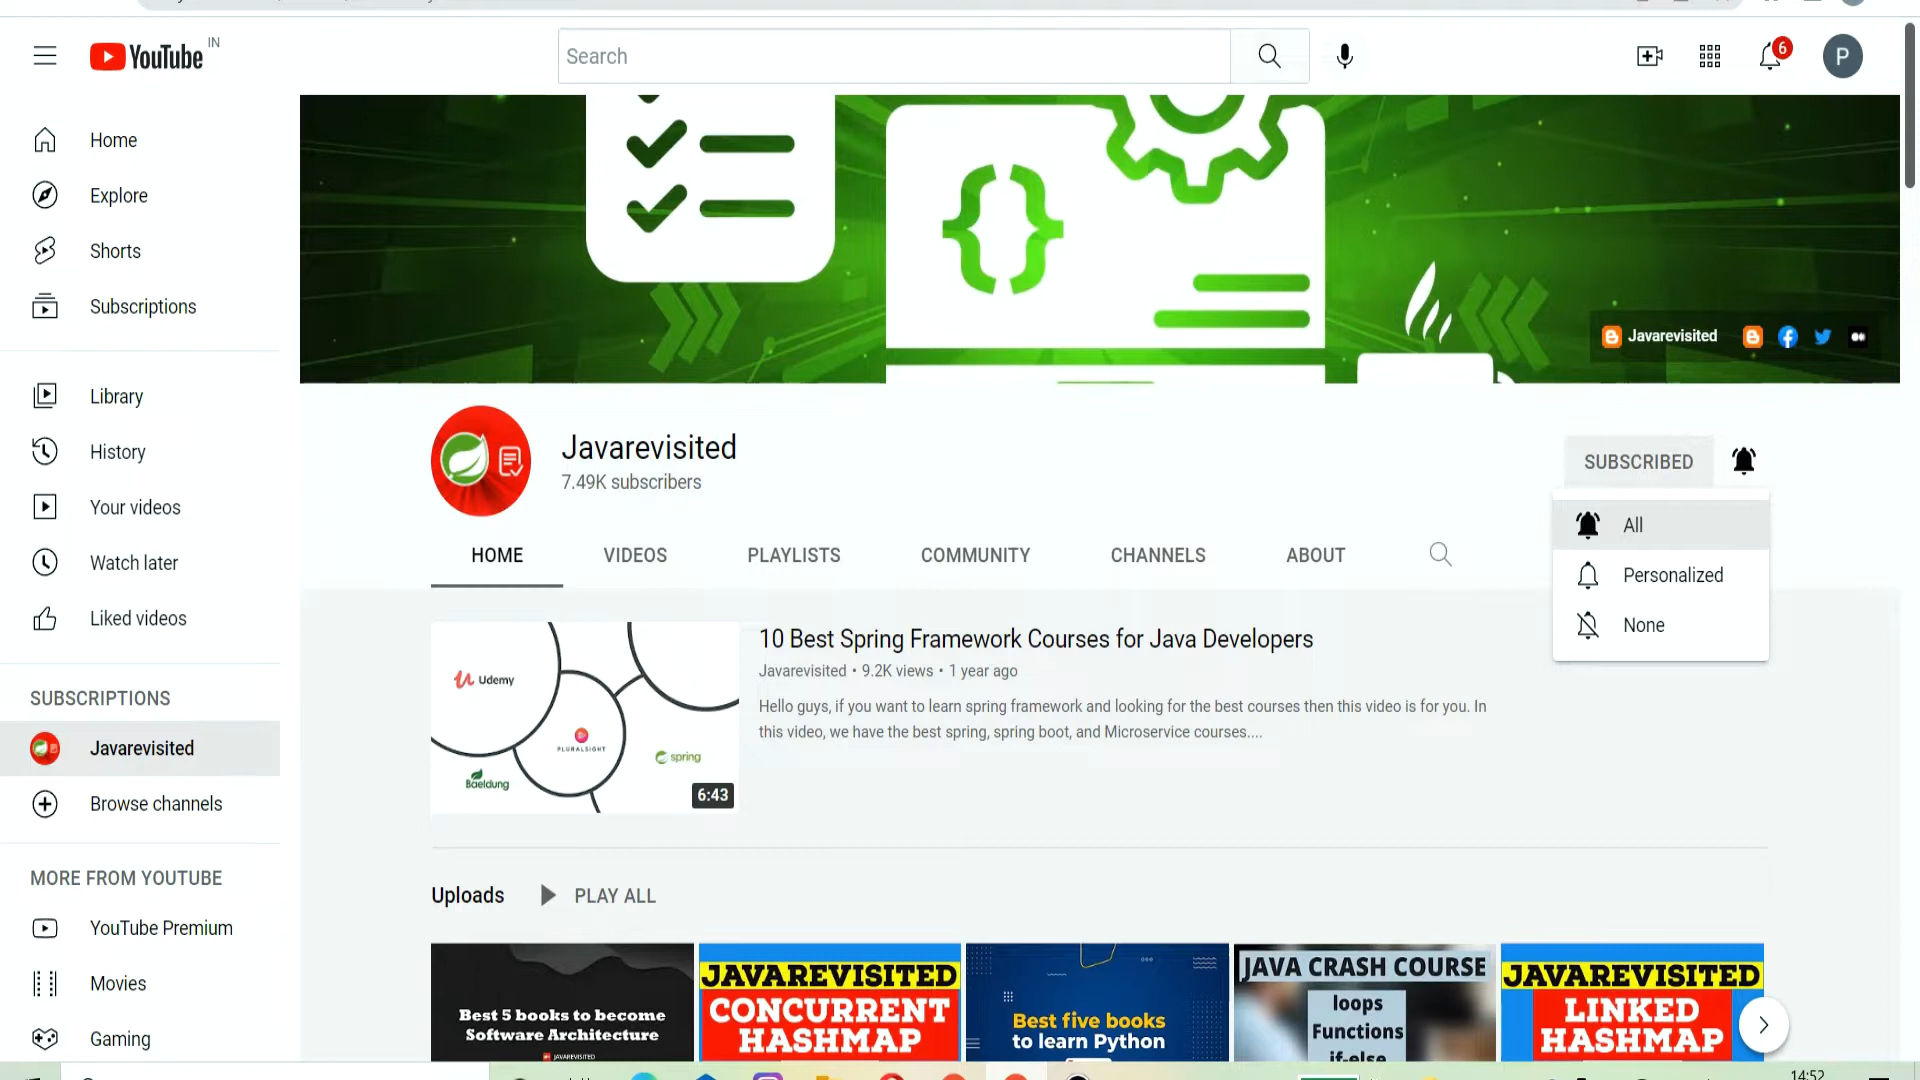 YouTube IN
Search
6
P
Home
Explore
Shorts
Subscriptions
Library
History
Your videos
Watch later
Liked videos
SUBSCRIPTIONS
Javarevisited
Browse channels
MORE FROM YOUTUBE
YouTube Premium
Movies
Gaming
Javarevisited
Javarevisited
7.49K subscribers
SUBSCRIBED
All
Personalized
None
HOME VIDEOS PLAYLISTS COMMUNITY CHANNELS ABOUT
Udemy
PLURALSIGHT
spring
Baeldung
6:43
10 Best Spring Framework Courses for Java Developers
Javarevisited • 9.2K views • 1 year ago
Hello guys, if you want to learn spring framework and looking for the best courses then this video is for you. In
this video, we have the best spring, spring boot, and Microservice courses....
Uploads PLAY ALL
Best 5 books to become
Software Architecture
JAVAREVISITED
JAVAREVISITED
CONCURRENT
HASHMAP
Best five books
to learn Python
JAVA CRASH COURSE
loops
Functions
if-else
JAVAREVISITED
LINKED
HASHMAP
14:52